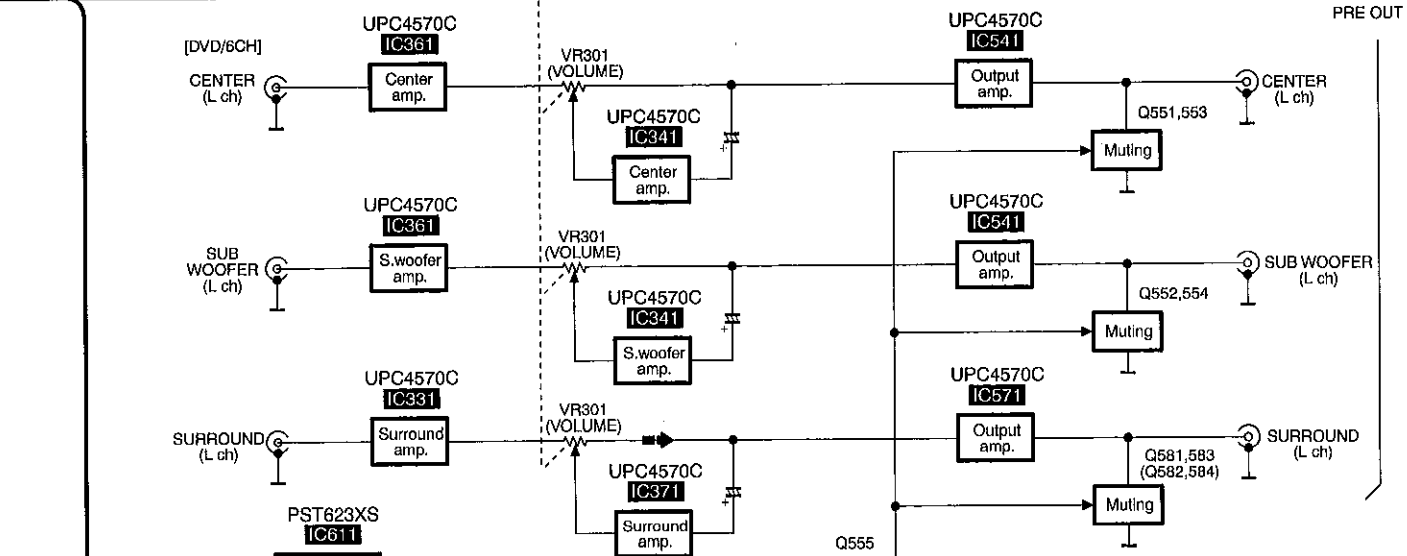 PRE OUT
[DVD/6CH]
UPC4570C
IC361
CENTER
(L ch)
Center
amp.
VR301
(VOLUME)
UPC4570C
IC341
Center
amp.
UPC4570C
IC541
Output
amp.
CENTER
(L ch)
Q551,553
Muting
UPC4570C
IC361
SUB
WOOFER
(L ch)
S.woofer
amp.
VR301
(VOLUME)
UPC4570C
IC341
S.woofer
amp.
UPC4570C
IC541
Output
amp.
SUB WOOFER
(L ch)
Q552,554
Muting
UPC4570C
IC331
SURROUND
(L ch)
Surround
amp.
VR301
(VOLUME)
UPC4570C
IC371
Surround
amp.
UPC4570C
IC571
Output
amp.
SURROUND
(L ch)
Q581,583
(Q582,584)
Muting
PST623XS
IC611
Q555
+
+
+